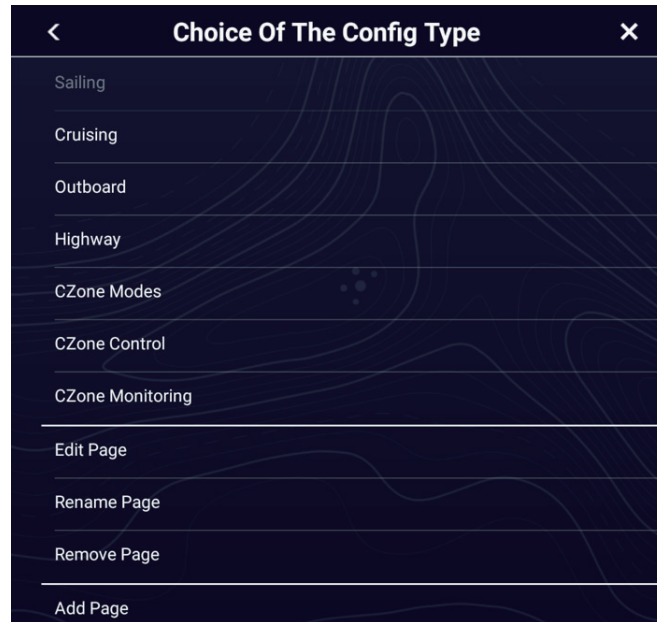 Choice Of The Config Type
Sailing
Cruising
Outboard
Highway
CZone Modes
CZone Control
CZone Monitoring
Edit Page
Rename Page
Remove Page
Add Page